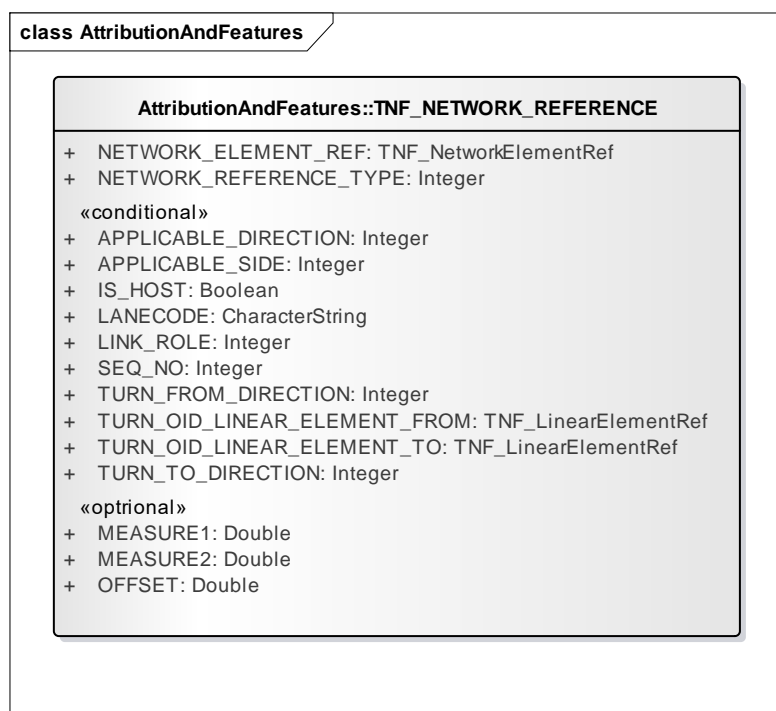 class AttributionAndFeatures
AttributionAndFeatures::TNF_NETWORK_REFERENCE
+ NETWORK_ELEMENT_REF: TNF_NetworkElementRef
+ NETWORK_REFERENCE_TYPE: Integer
«conditional»
+ APPLICABLE_DIRECTION: Integer
+ APPLICABLE_SIDE: Integer
+ IS_HOST: Boolean
+ LANECODE: CharacterString
+ LINK_ROLE: Integer
+ SEQ_NO: Integer
+ TURN_FROM_DIRECTION: Integer
+ TURN_OID_LINEAR_ELEMENT_FROM: TNF_LinearElementRef
+ TURN_OID_LINEAR_ELEMENT_TO: TNF_LinearElementRef
+ TURN_TO_DIRECTION: Integer
«optrional»
+ MEASURE1: Double
+ MEASURE2: Double
+ OFFSET: Double